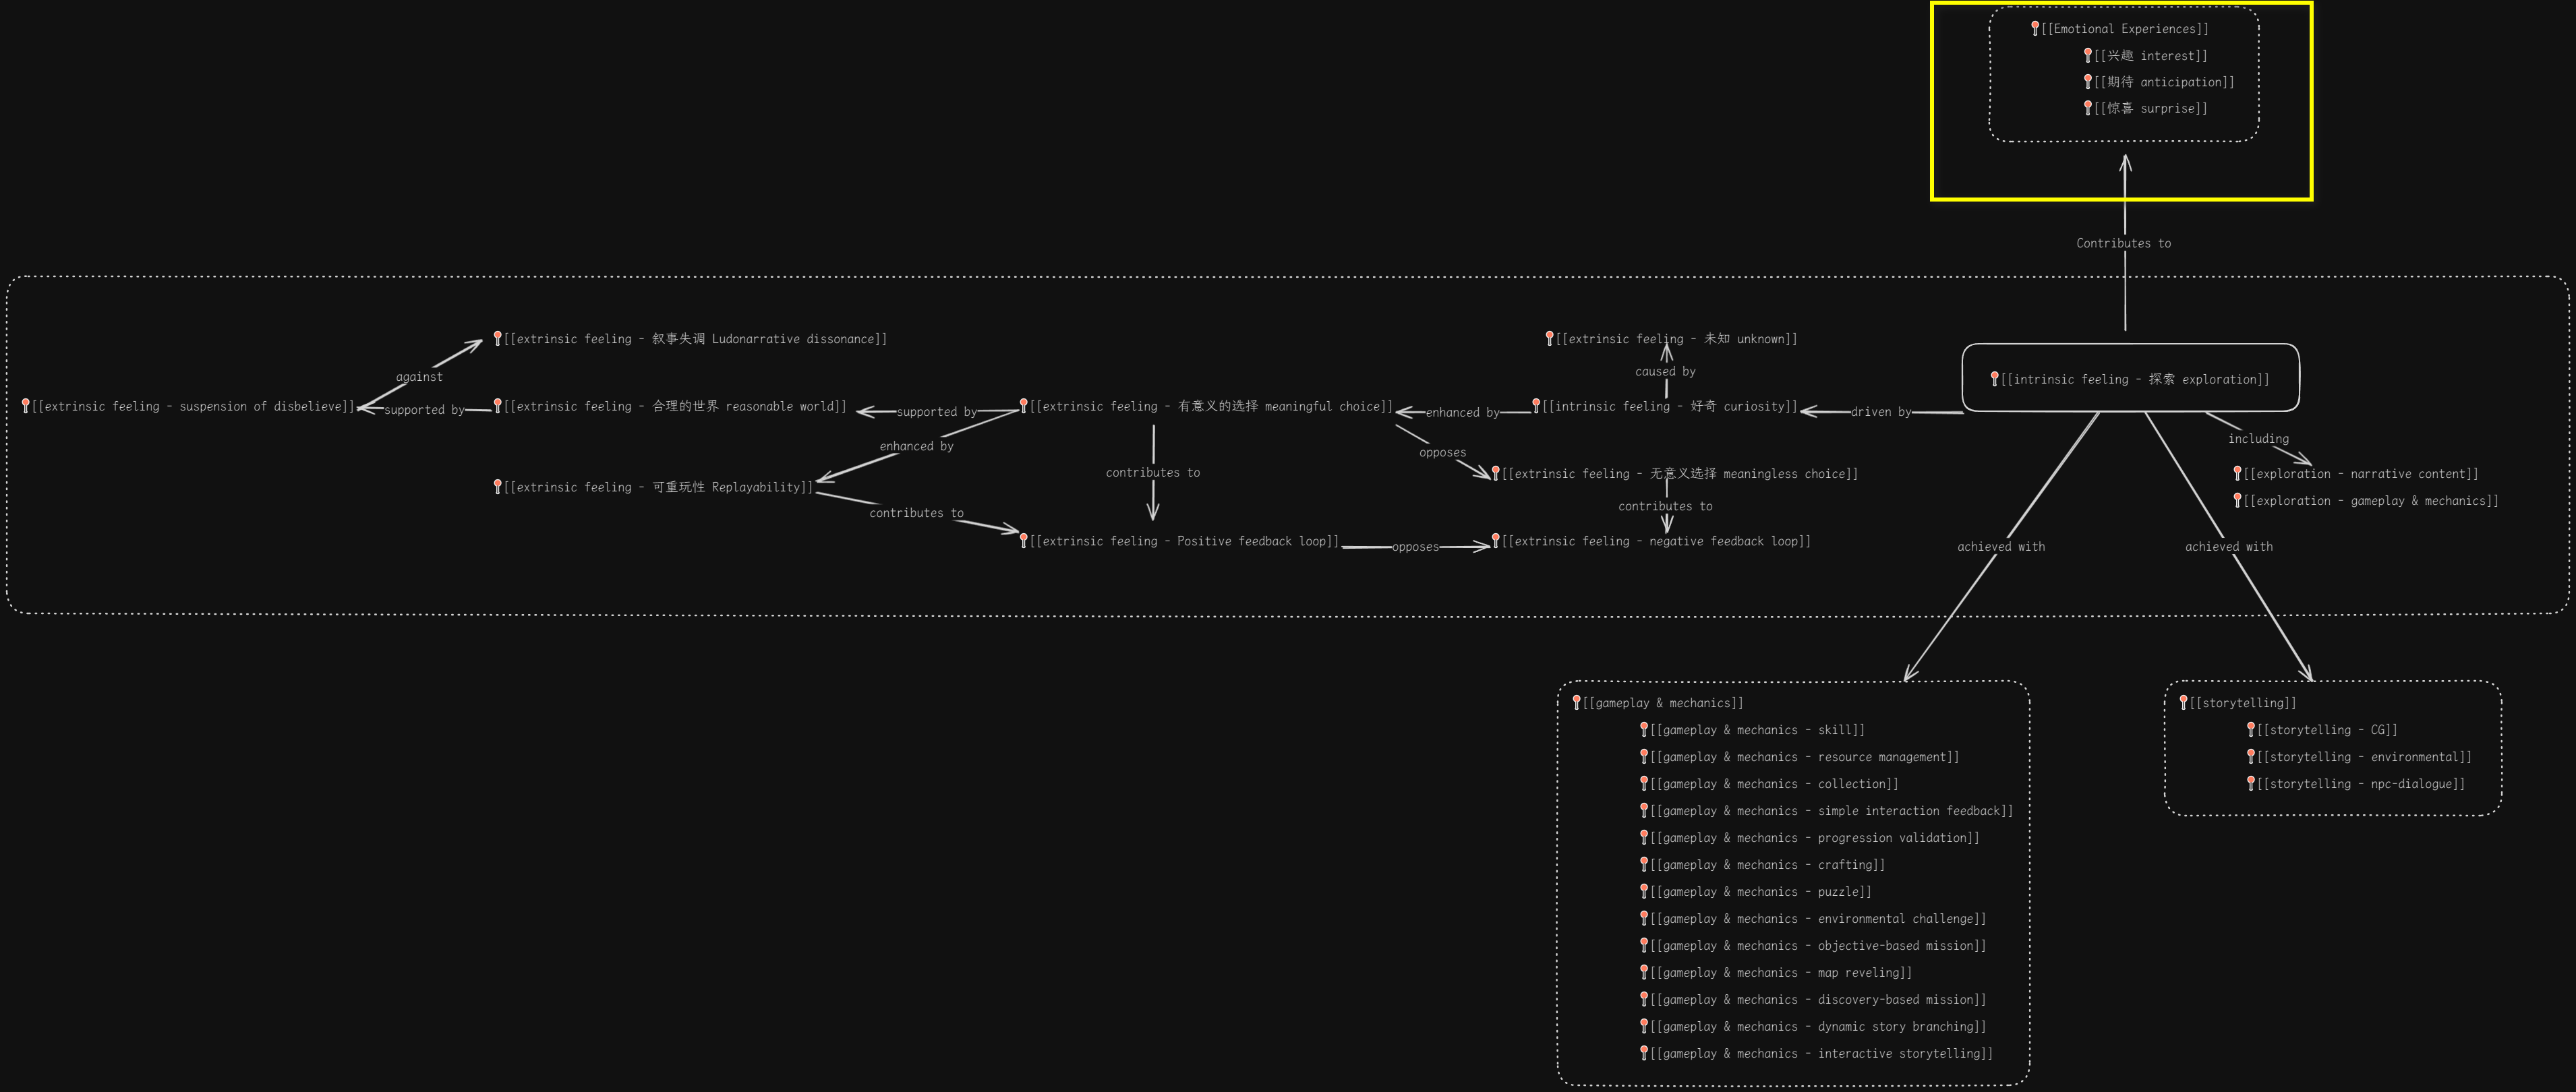 [[Emotional Experiences]]
[[兴趣 interest]]
[[期待 anticipation]]
[[惊喜 surprise]]
Contributes to
[[extrinsic feeling - 叙事失调 Ludonarrative dissonance]]
[[extrinsic feeling - 未知 unknown]]
against
caused by
[[intrinsic feeling - 探索 exploration]]
[[extrinsic feeling - suspension of disbelieve]]
supported by
[[extrinsic feeling - 合理的世界 reasonable world]]
supported by
[[extrinsic feeling - 有意义的选择 meaningful choice]]
enhanced by
[[intrinsic feeling - 好奇 curiosity]]
driven by
enhanced by
opposes
including
contributes to
[[extrinsic feeling - 无意义选择 meaningless choice]]
[[exploration - narrative content]]
[[extrinsic feeling - 可重玩性 Replayability]]
[[exploration - gameplay & mechanics]]
contributes to
contributes to
[[extrinsic feeling - Positive feedback loop]]
opposes
[[extrinsic feeling - negative feedback loop]]
achieved with
achieved with
[[gameplay & mechanics]]
[[gameplay & mechanics - skill]]
[[gameplay & mechanics - resource management]]
[[gameplay & mechanics - collection]]
[[gameplay & mechanics - simple interaction feedback]]
[[gameplay & mechanics - progression validation]]
[[gameplay & mechanics - crafting]]
[[gameplay & mechanics - puzzle]]
[[gameplay & mechanics - environmental challenge]]
[[gameplay & mechanics - objective-based mission]]
[[gameplay & mechanics - map reveling]]
[[gameplay & mechanics - discovery-based mission]]
[[gameplay & mechanics - dynamic story branching]]
[[gameplay & mechanics - interactive storytelling]]
[[storytelling]]
[[storytelling - CG]]
[[storytelling - environmental]]
[[storytelling - npc-dialogue]]